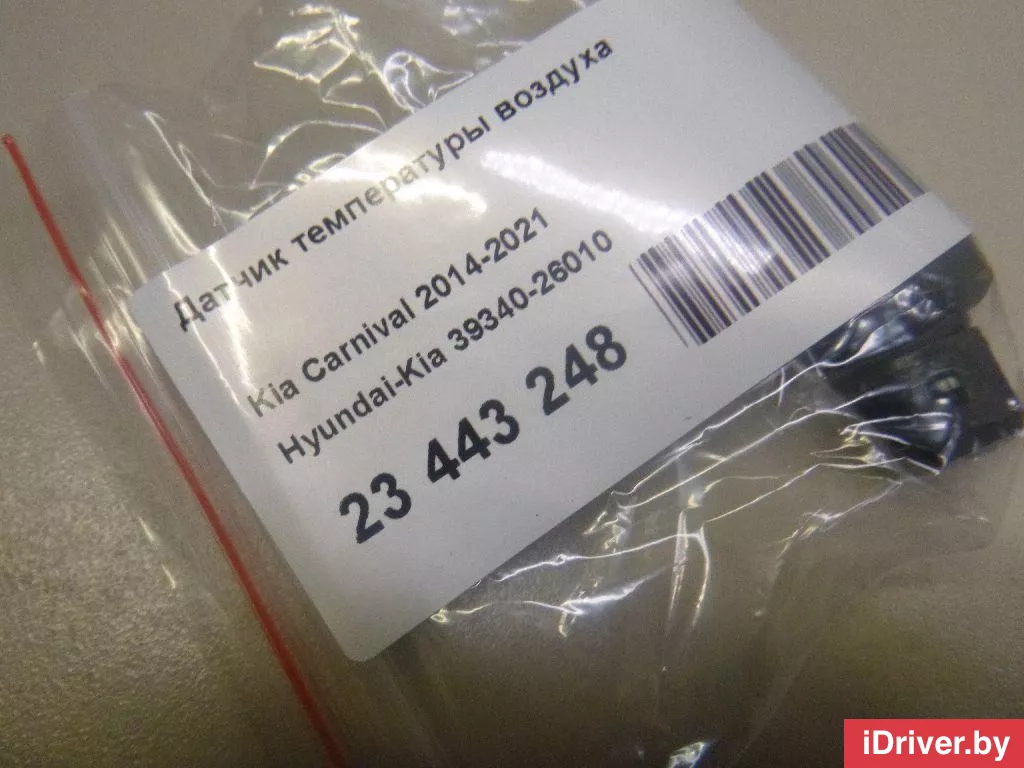 Датчик температуры воздуха
Kia Carnival 2014-2021
Hyundai-Kia 39340-26010
23 443 248
iDriver.by